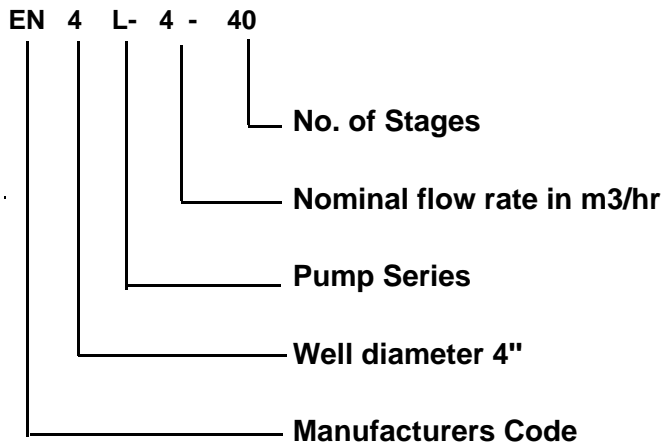 EN 4 L- 4 - 40
No. of Stages
Nominal flow rate in m3/hr
Pump Series
Well diameter 4"
Manufacturers Code